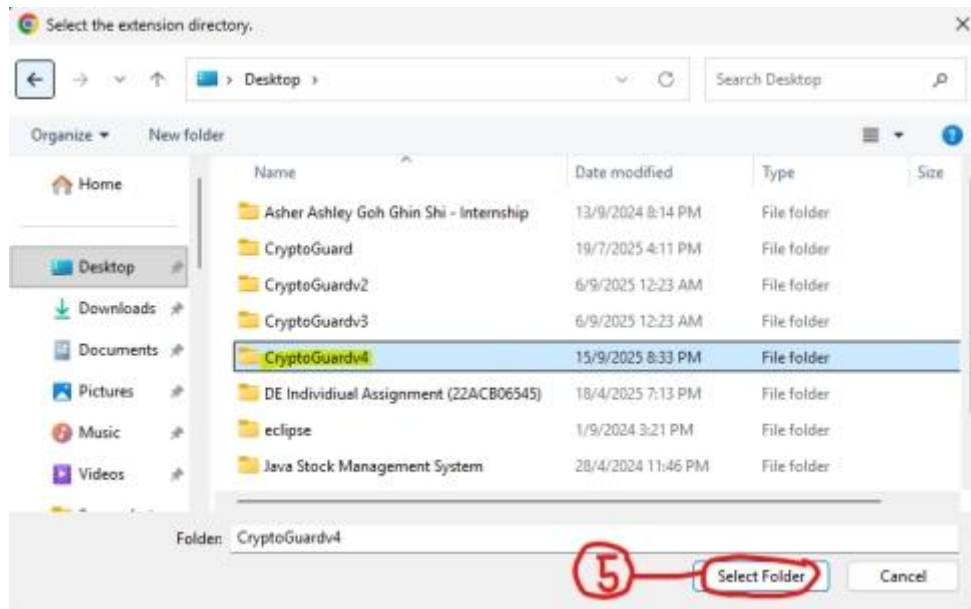 Select the extension directory.
Desktop
Search Desktop
Organize New folder
Name Date modified Type Size
Home
Asher Ashley Goh Ghin Shi - Internship 13/9/2024 8:14 PM File folder
CryptoGuard 19/7/2025 4:11 PM File folder
Desktop
CryptoGuardv2 6/9/2025 12:23 AM File folder
Downloads
CryptoGuardv3 6/9/2025 12:23 AM File folder
Documents
CryptoGuardv4 15/9/2025 8:33 PM File folder
Pictures
DE Individiual Assignment (22ACB06545) 18/4/2025 7:13 PM File folder
Music
eclipse 1/9/2024 3:21 PM File folder
Videos
Java Stock Management System 28/4/2024 11:46 PM File folder
Folder: CryptoGuardv4
5 Select Folder Cancel